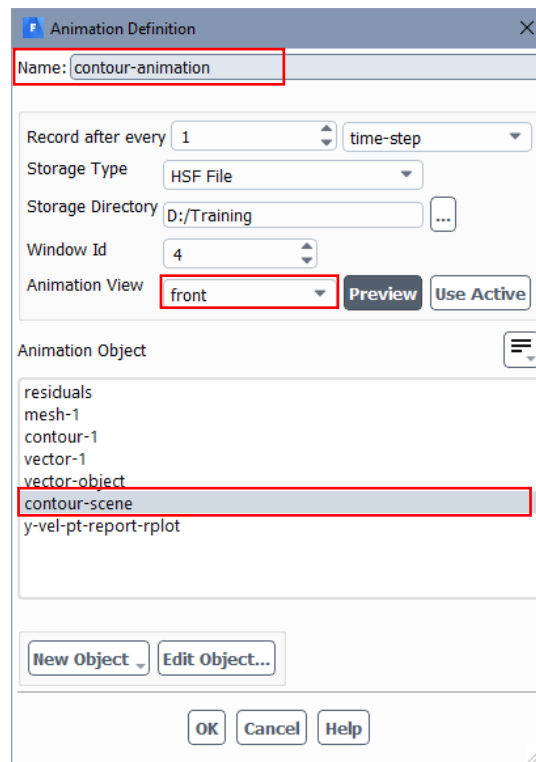 Animation Definition
Name: contour-animation
Record after every 1 time-step
Storage Type HSF File
Storage Directory D:/Training ...
Window Id 4
Animation View front Preview Use Active
Animation Object
residuals
mesh-1
contour-1
vector-1
vector-object
contour-scene
y-vel-pt-report-rplot
New Object Edit Object...
OK Cancel Help